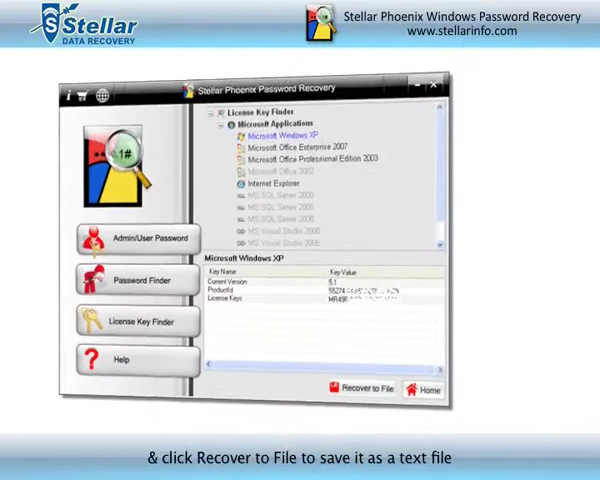 Stellar
DATA RECOVERY
Stellar Phoenix Windows Password Recovery
www.stellarinfo.com
Stellar Phoenix Password Recovery
License Key Finder
Microsoft Applications
Microsoft Windows XP
Microsoft Office Enterprise 2007
Microsoft Office Professional Edition 2003
Microsoft Office 2002
Internet Explorer
MS SQL Server 2000
MS SQL Server 2005
MS SQL Server 2008
MS Visual Studio 2005
MS Visual Studio 2008
1#
Admin/User Password
Password Finder
License Key Finder
Help
Microsoft Windows XP
Key Name Key Value
Current Version 5.1
ProductId 55274
License Keys
Recover to File
Home
& click Recover to File to save it as a text file